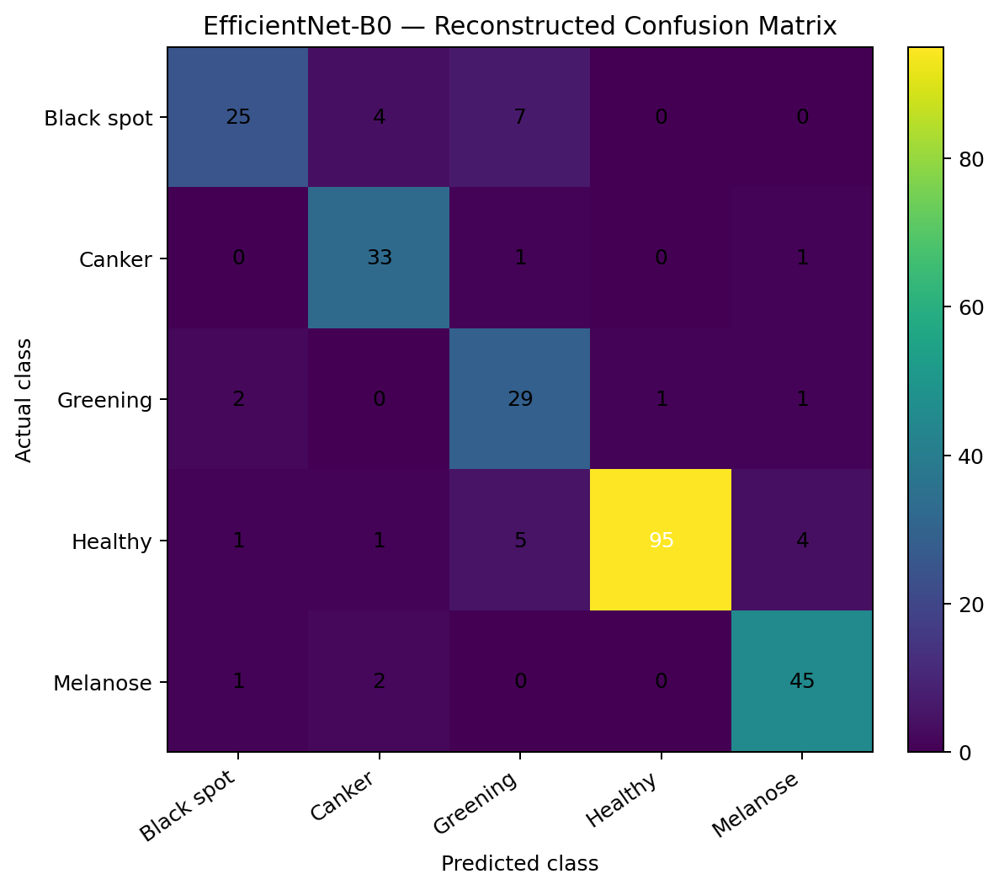 EfficientNet-B0 — Reconstructed Confusion Matrix
Black spot 25 4 7 0 0
Canker 0 33 1 0 1
Greening 2 0 29 1 1
Healthy 1 1 5 95 4
Melanose 1 2 0 0 45
Actual class
Black spot Canker Greening Healthy Melanose
Predicted class
80
60
40
20
0